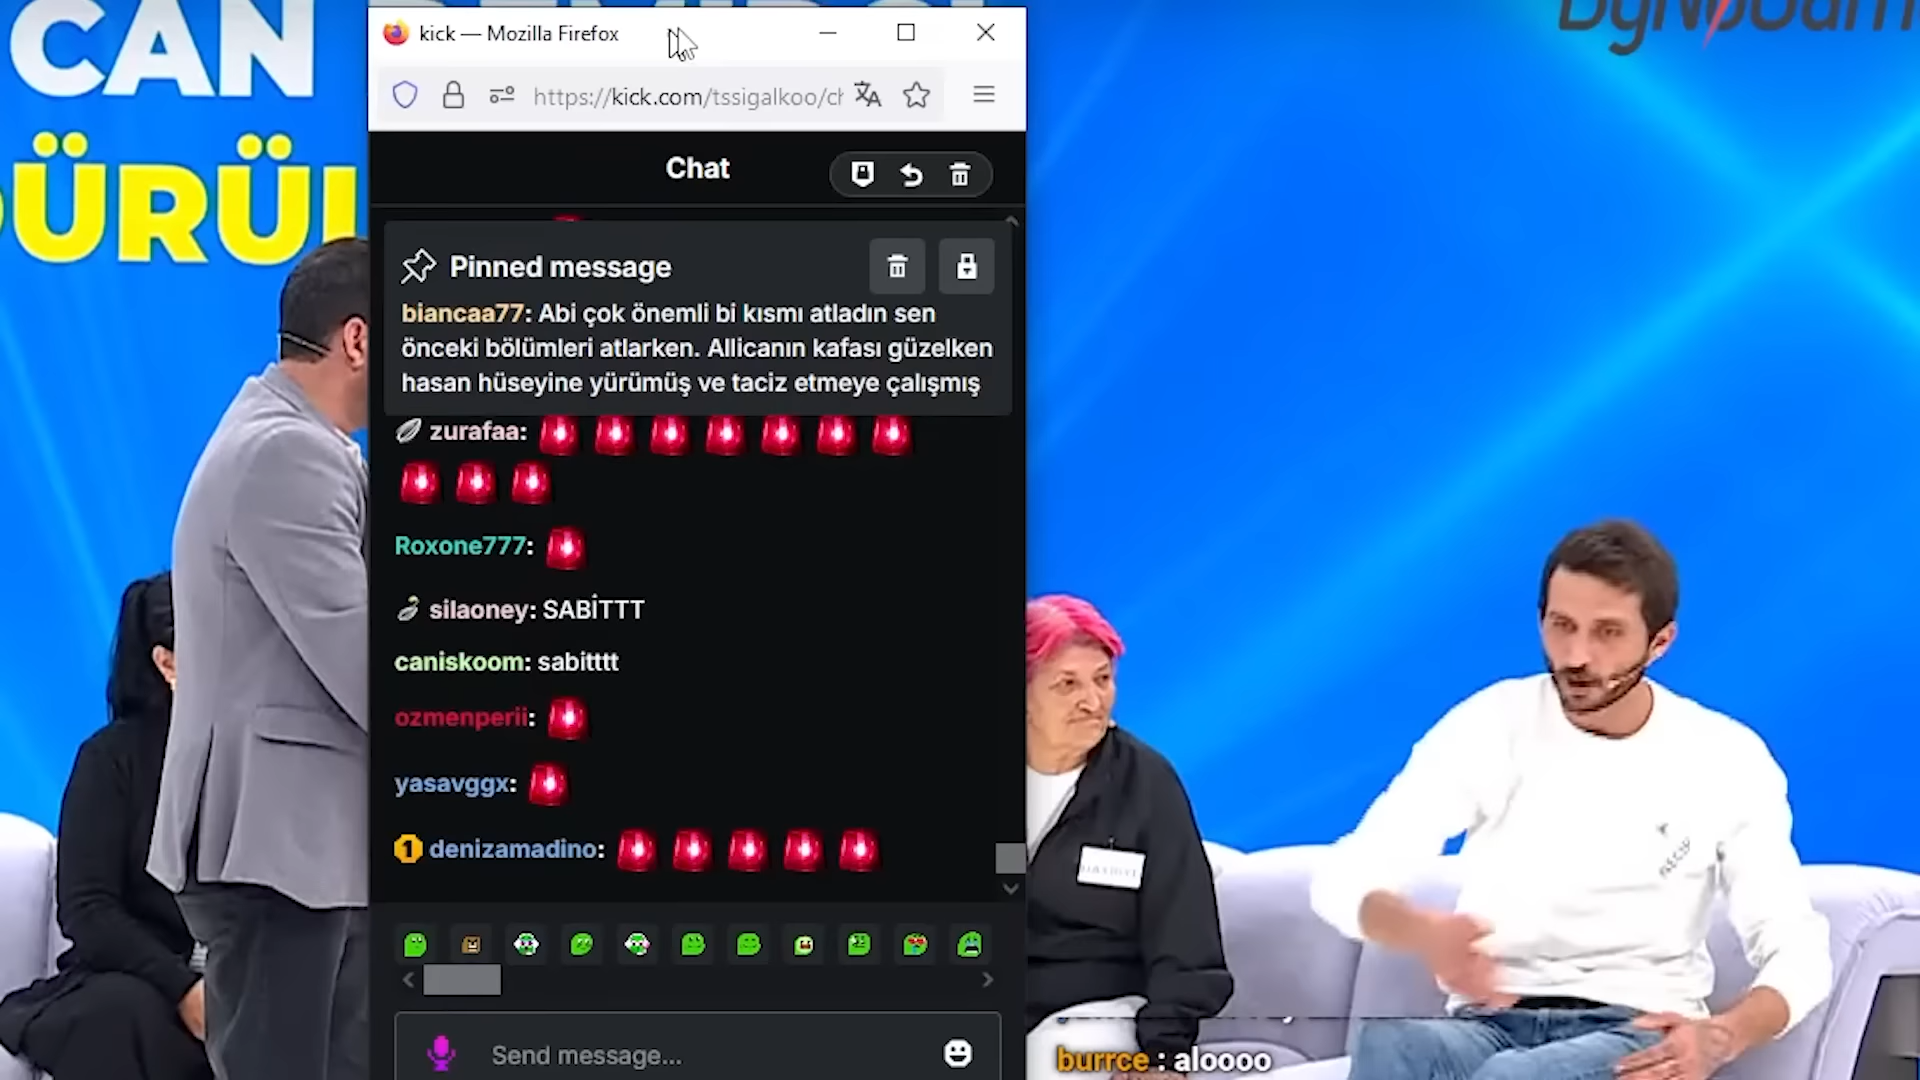 CAN
ÜRÜL
kick — Mozilla Firefox
https://kick.com/tssigalkoo/ch
Chat
Pinned message
biancaa77: Abi çok önemli bi kısmı atladın sen
önceki bölümleri atlarken. Allicanın kafası güzelken
hasan hüseyine yürümüş ve taciz etmeye çalışmış
zurafaa:
Roxone777:
silaoney: SABİTTT
caniskoom: sabitttt
ozmenperii:
yasavggx:
1 denizamadino:
Send message...
burrce : aloooo